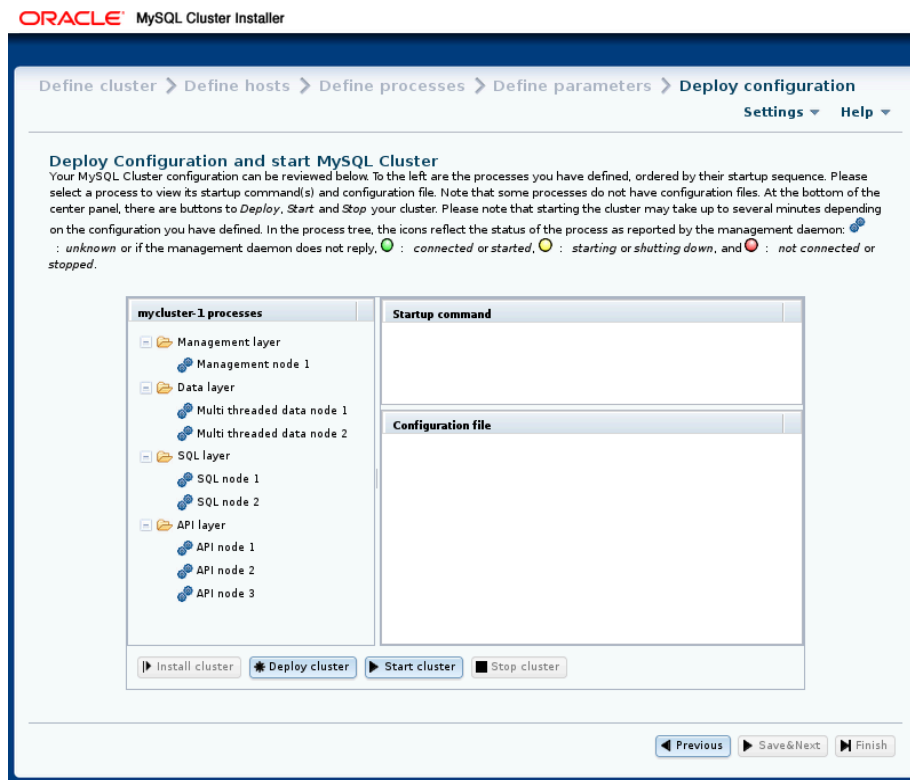 ORACLE® MySQL Cluster Installer
Define cluster > Define hosts > Define processes > Define parameters > Deploy configuration
Settings Help
Deploy Configuration and start MySQL Cluster
Your MySQL Cluster configuration can be reviewed below. To the left are the processes you have defined, ordered by their startup sequence. Please
select a process to view its startup command(s) and configuration file. Note that some processes do not have configuration files. At the bottom of the
center panel, there are buttons to Deploy, Start and Stop your cluster. Please note that starting the cluster may take up to several minutes depending
on the configuration you have defined. In the process tree, the icons reflect the status of the process as reported by the management daemon:
: unknown or if the management daemon does not reply, : connected or started, : starting or shutting down, and : not connected or
stopped.
mycluster-1 processes
Management layer
Management node 1
Data layer
Multi threaded data node 1
Multi threaded data node 2
SQL layer
SQL node 1
SQL node 2
API layer
API node 1
API node 2
API node 3
Startup command
Configuration file
Install cluster Deploy cluster Start cluster Stop cluster
Previous Save&Next Finish